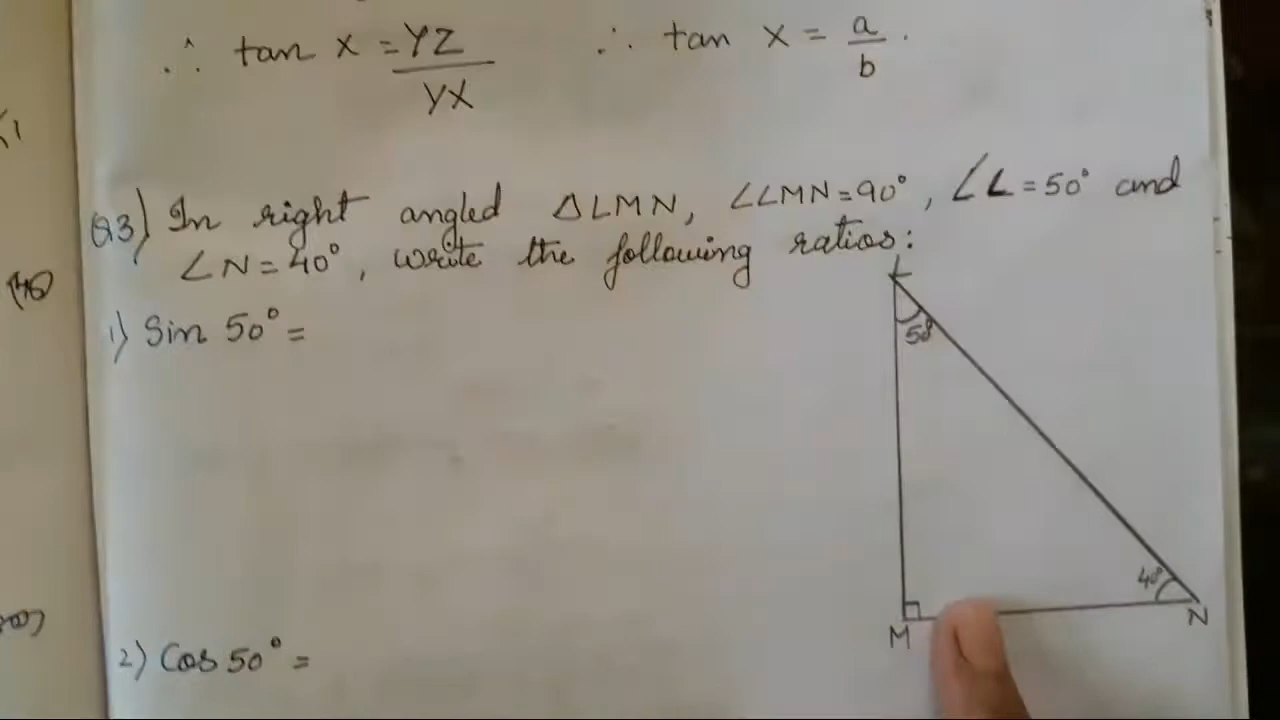 ∴ tan X = YZ/YX ∴ tan X = a/b.
Q3) In right angled △LMN, ∠LMN=90°, ∠L=50° and
∠N=40°, write the following ratios:
L
1) Sin 50° =
50°
40°
M
N
2) Cos 50° =